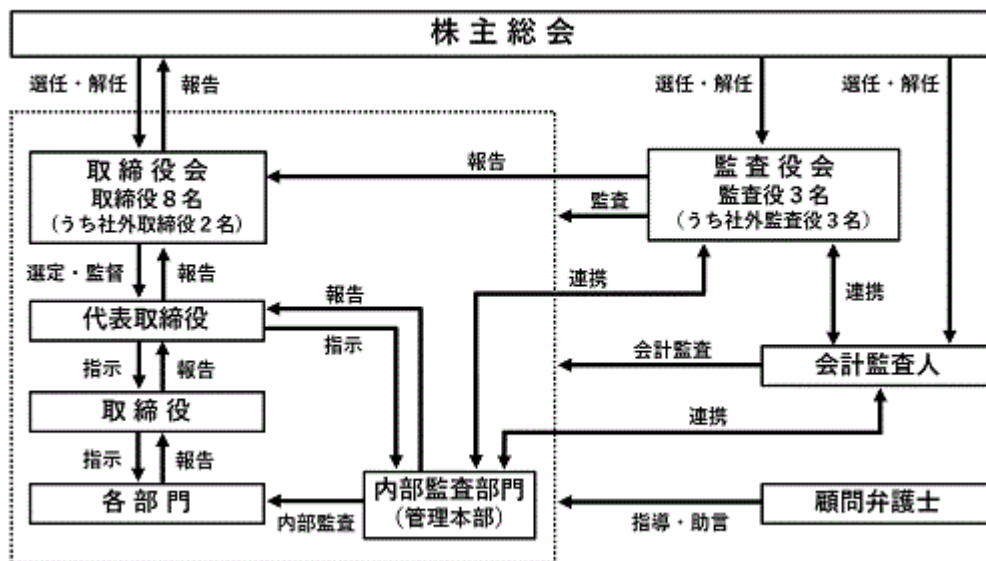 株主総会
選任・解任
報告
選任・解任
選任・解任
取締役会
取締役8名
(うち社外取締役2名)
報告
監査役会
監査役3名
(うち社外監査役3名)
監査
選定・監督
報告
報告
連携
連携
代表取締役
指示
会計監査
会計監査人
指示
報告
取締役
連携
指示
報告
各部門
内部監査
内部監査部門
(管理本部)
指導・助言
顧問弁護士